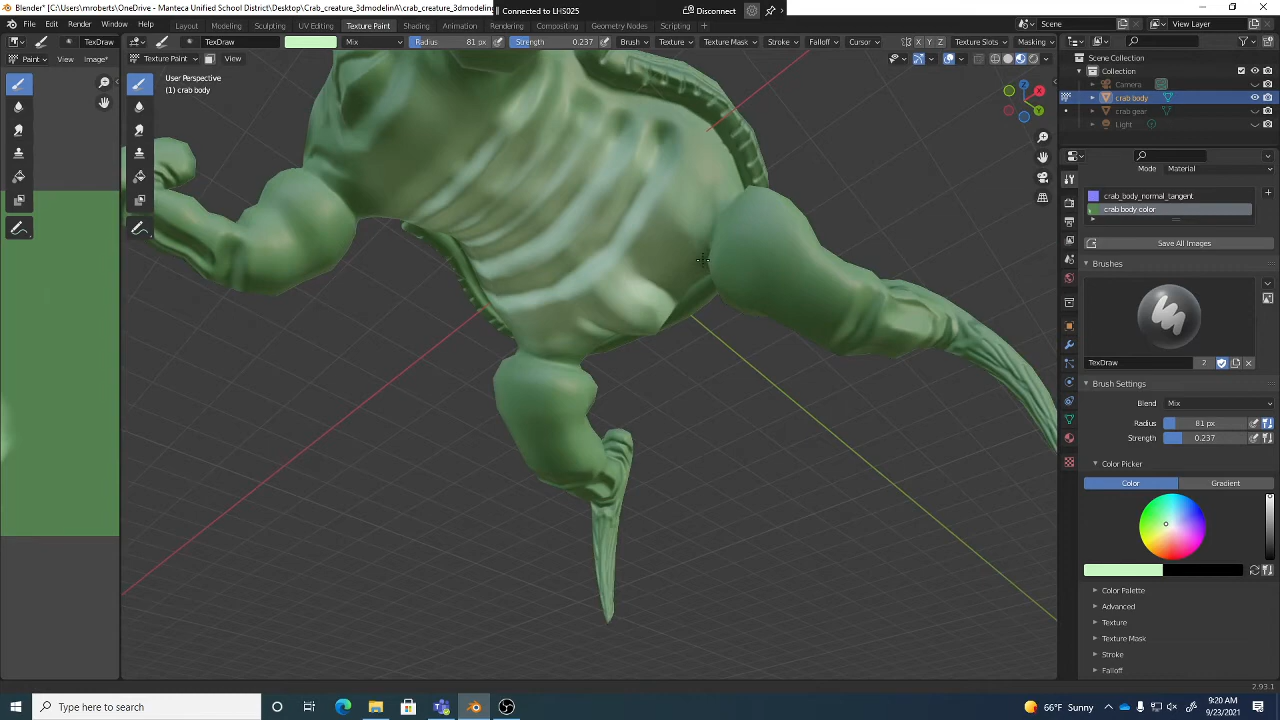 Blender* [C:\Users\mroberts\OneDrive - Manteca Unified School District\Desktop\Crab_creature_3dmodelinA\crab_creature_3dmodelin
Connected to LHS025
Disconnect
File Edit Render Window Help
Layout Modeling Sculpting UV Editing Texture Paint Shading Animation Rendering Compositing Geometry Nodes Scripting
Scene
View Layer
TexDraw
TexDraw
Mix
Radius 81 px
Strength 0.237
Brush Texture Texture Mask Stroke Falloff Cursor
X Y Z
Texture Slots
Masking
Paint View Image*
Texture Paint View
User Perspective
(1) crab body
Scene Collection
Collection
Camera
crab body
crab gear
Light
Mode Material
crab_body_normal_tangent
crab body color
Save All Images
Brushes
TexDraw 2
Brush Settings
Blend Mix
Radius 81 px
Strength 0.237
Color Picker
Color Gradient
Color Palette
Advanced
Texture
Texture Mask
Stroke
Falloff
2.93.1
Type here to search
66°F Sunny
9:20 AM
9/23/2021